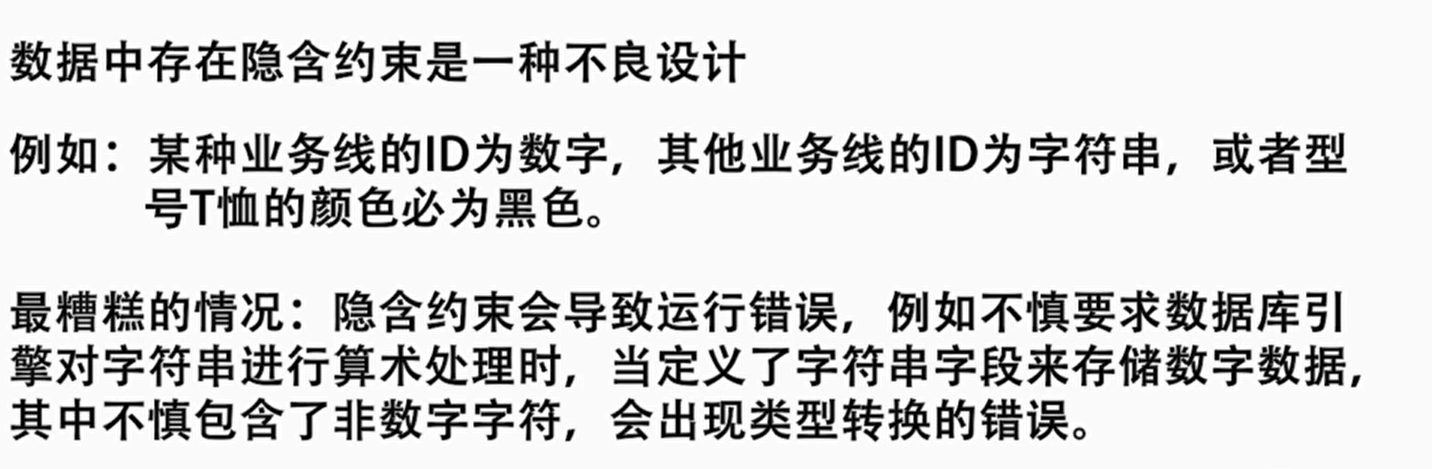 数据中存在隐含约束是一种不良设计
例如：某种业务线的ID为数字，其他业务线的ID为字符串，或者型
号T恤的颜色必为黑色。
最糟糕的情况：隐含约束会导致运行错误，例如不慎要求数据库引
擎对字符串进行算术处理时，当定义了字符串字段来存储数字数据，
其中不慎包含了非数字字符，会出现类型转换的错误。